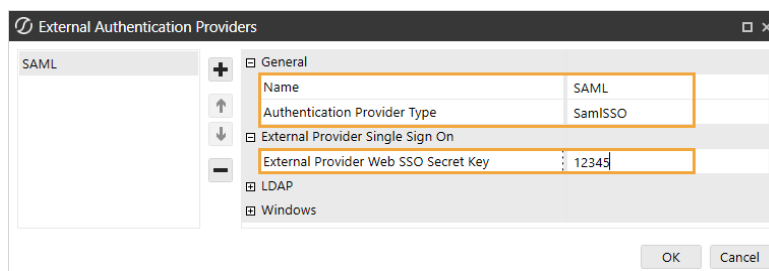 External Authentication Providers
SAML
General
Name SAML
Authentication Provider Type SamlSSO
External Provider Single Sign On
External Provider Web SSO Secret Key 12345
LDAP
Windows
OK Cancel